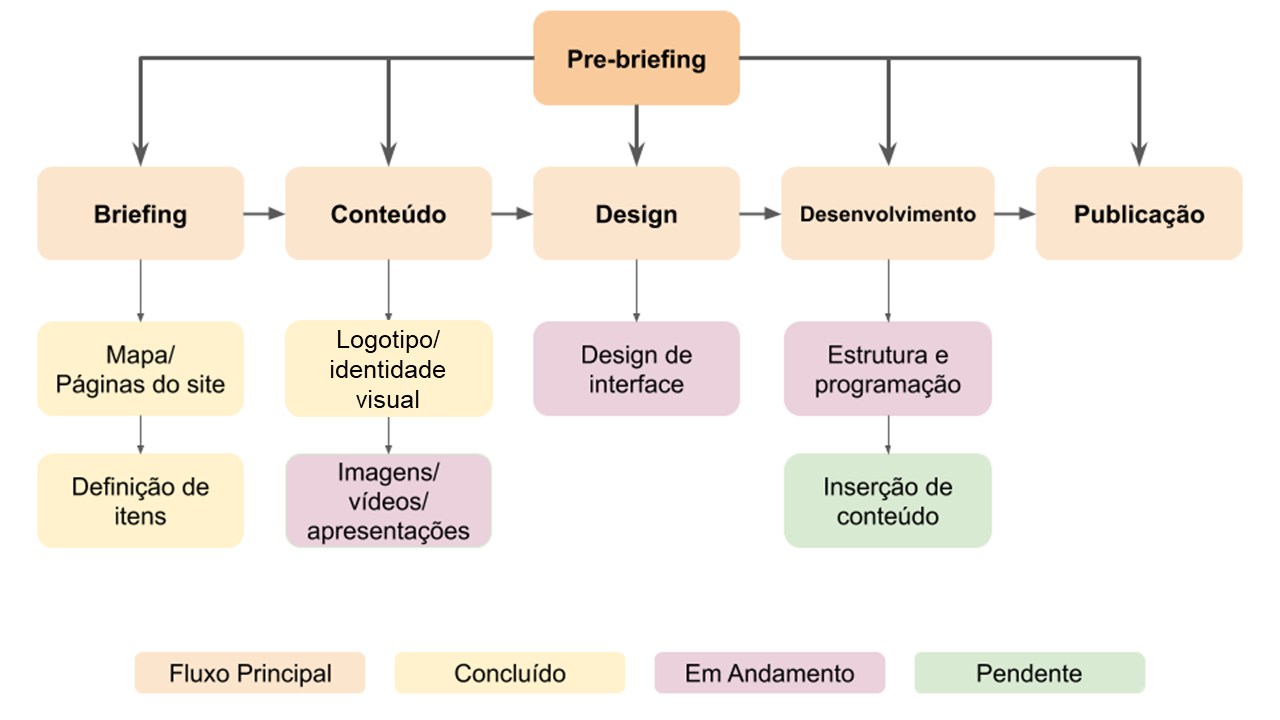 Pre-briefing
Briefing
Conteúdo
Design
Desenvolvimento
Publicação
Mapa/
Páginas do site
Logotipo/
identidade
visual
Design de
interface
Estrutura e
programação
Definição de
itens
Imagens/
vídeos/
apresentações
Inserção de
conteúdo
Fluxo Principal
Concluído
Em Andamento
Pendente